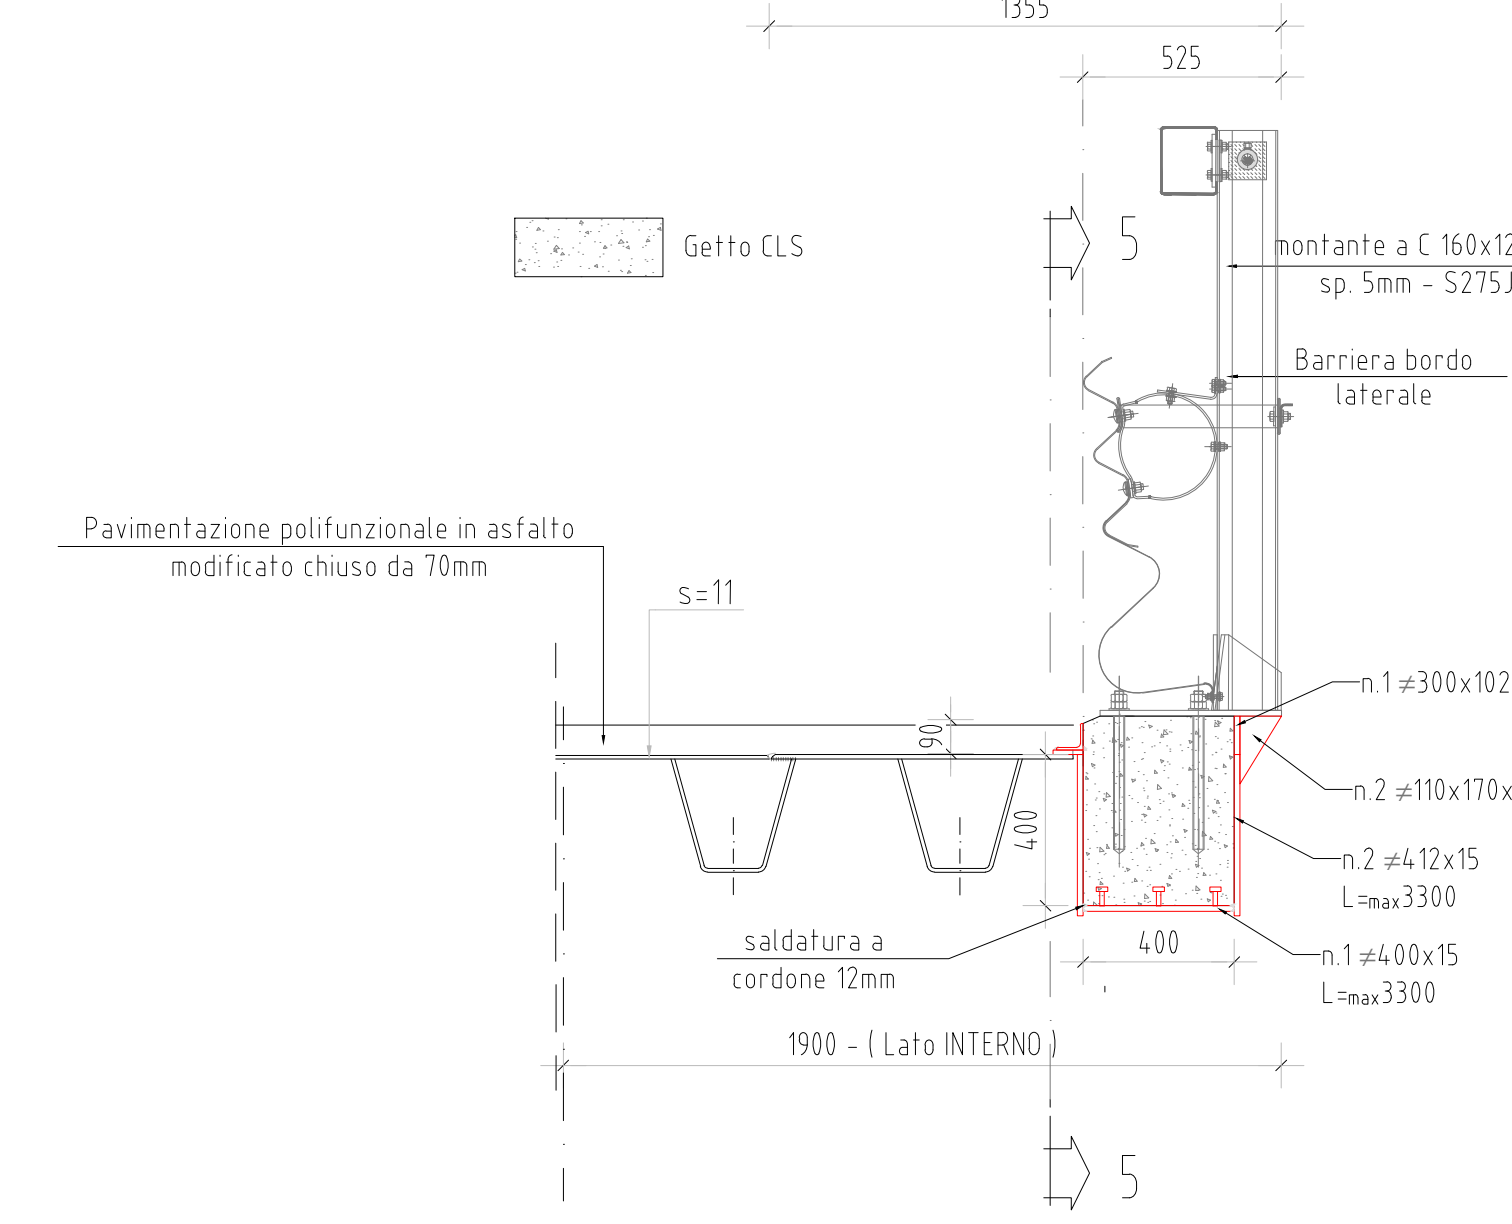 1355
525
5
Getto CLS
montante a C 160x12
sp. 5mm - S275J
Barriera bordo
laterale
Pavimentazione polifunzionale in asfalto
modificato chiuso da 70mm
s=11
n.1 ≠300x102
90
n.2 ≠110x170x
400
n.2 ≠412x15
L=max3300
saldatura a
cordone 12mm
400
n.1 ≠400x15
L=max3300
1900 - ( Lato INTERNO )
5